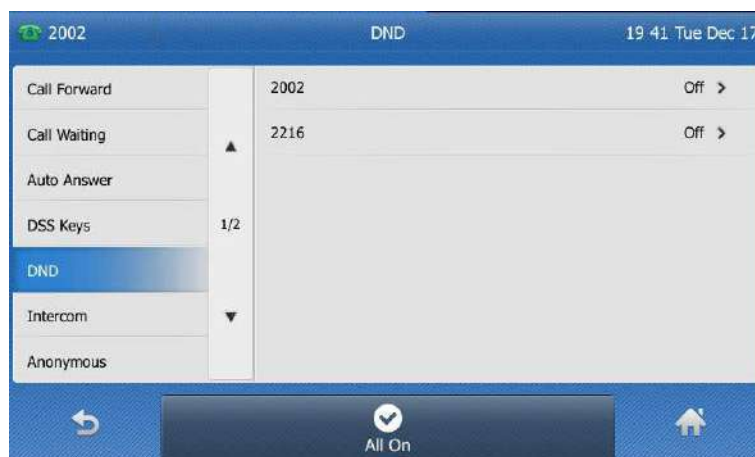 2002 DND 19 41 Tue Dec 17
Call Forward 2002 Off >
Call Waiting 2216 Off >
Auto Answer
DSS Keys 1/2
DND
Intercom
Anonymous
All On